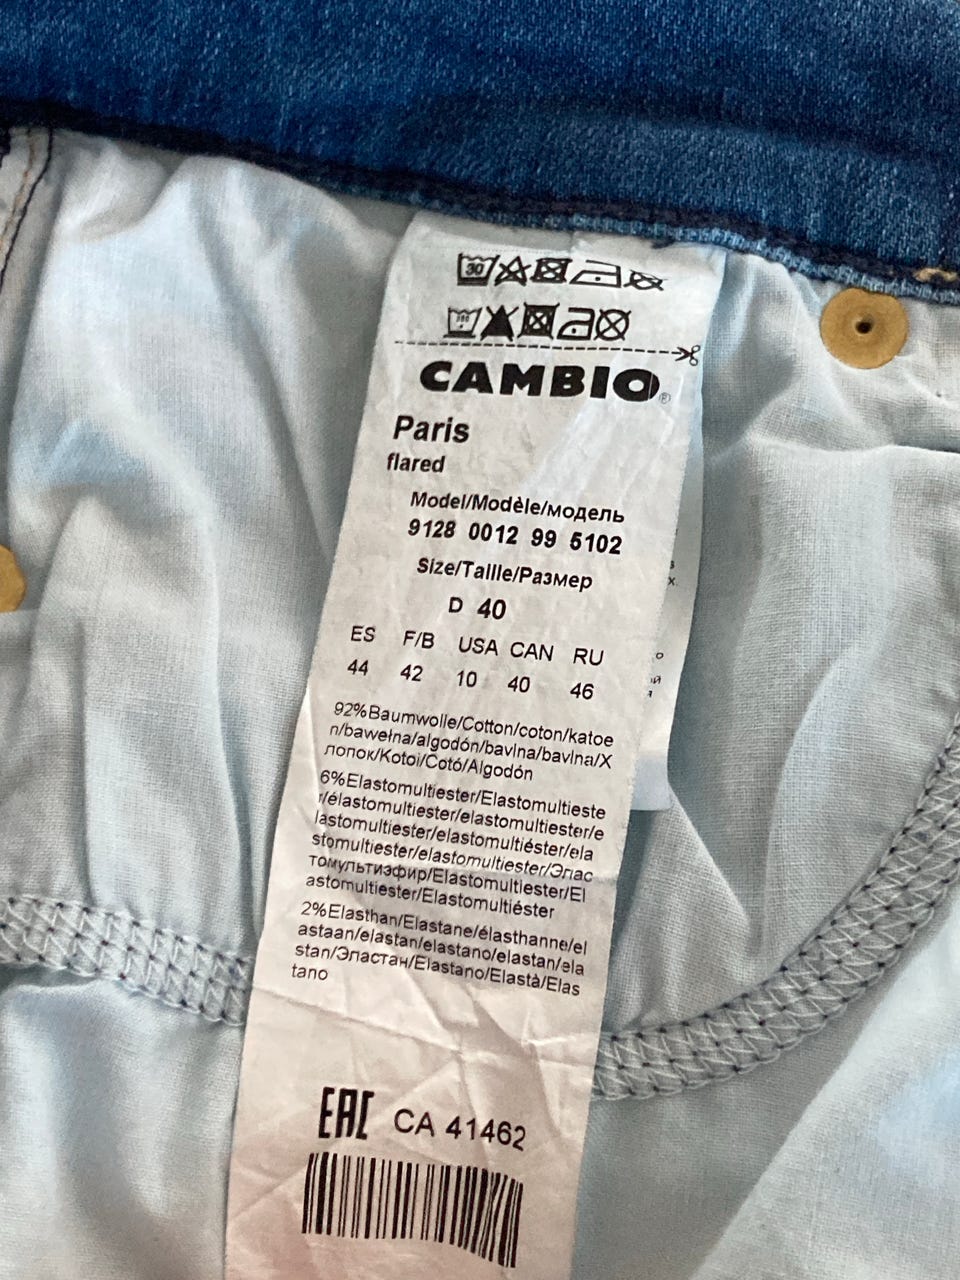 30
CAMBIO®
Paris
flared
Model/Modèle/модель
9128 0012 99 5102
Size/Taille/Размер
D 40
ES F/B USA CAN RU
44 42 10 40 46
92%Baumwolle/Cotton/coton/katoe
n/bawełna/algodón/bavlna/bavlna/Х
лопок/Kotoi/Cotó/Algodón
6%Elastomultiester/Elastomultieste
r/élastomultiester/elastomultiester/e
lastomultiester/elastomultiéster/ela
stomultiester/elastomultiester/Элас
томультиэфир/Elastomultiester/El
astomultiester/Elastomultiéster
2%Elasthan/Elastane/élasthanne/el
astaan/elastan/elastano/elastan/ela
stan/Эластан/Elastano/Elastà/Elas
tano
EAC CA 41462